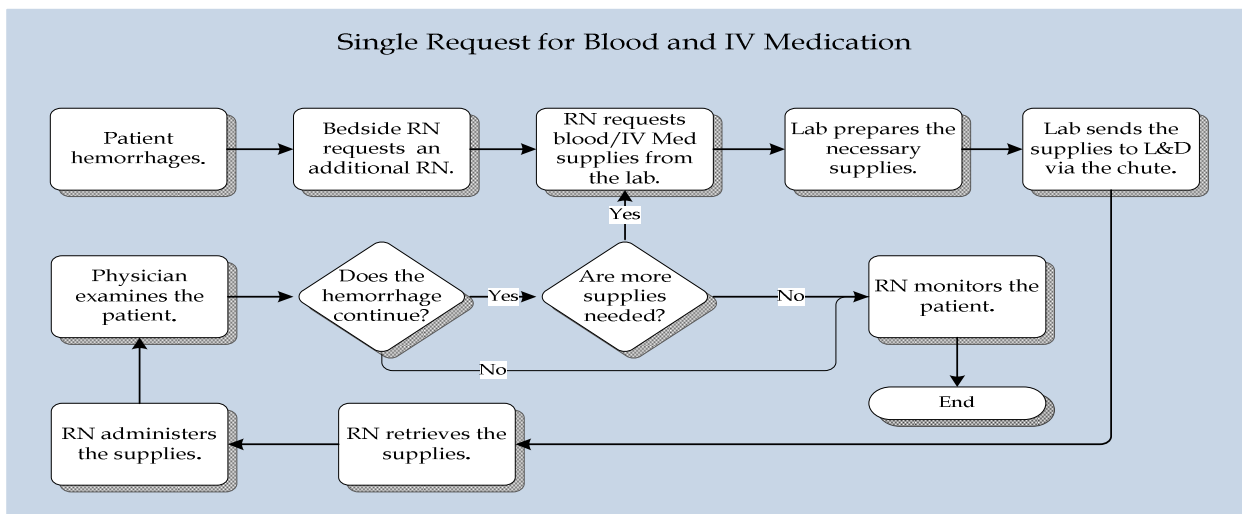 Single Request for Blood and IV Medication
Patient
hemorrhages.
Bedside RN
requests an
additional RN.
RN requests
blood/IV Med
supplies from
the lab.
Lab prepares the
necessary
supplies.
Lab sends the
supplies to L&D
via the chute.
Yes
Physician
examines the
patient.
Does the
hemorrhage
continue?
Yes
Are more
supplies
needed?
No
RN monitors the
patient.
No
End
RN administers
the supplies.
RN retrieves the
supplies.